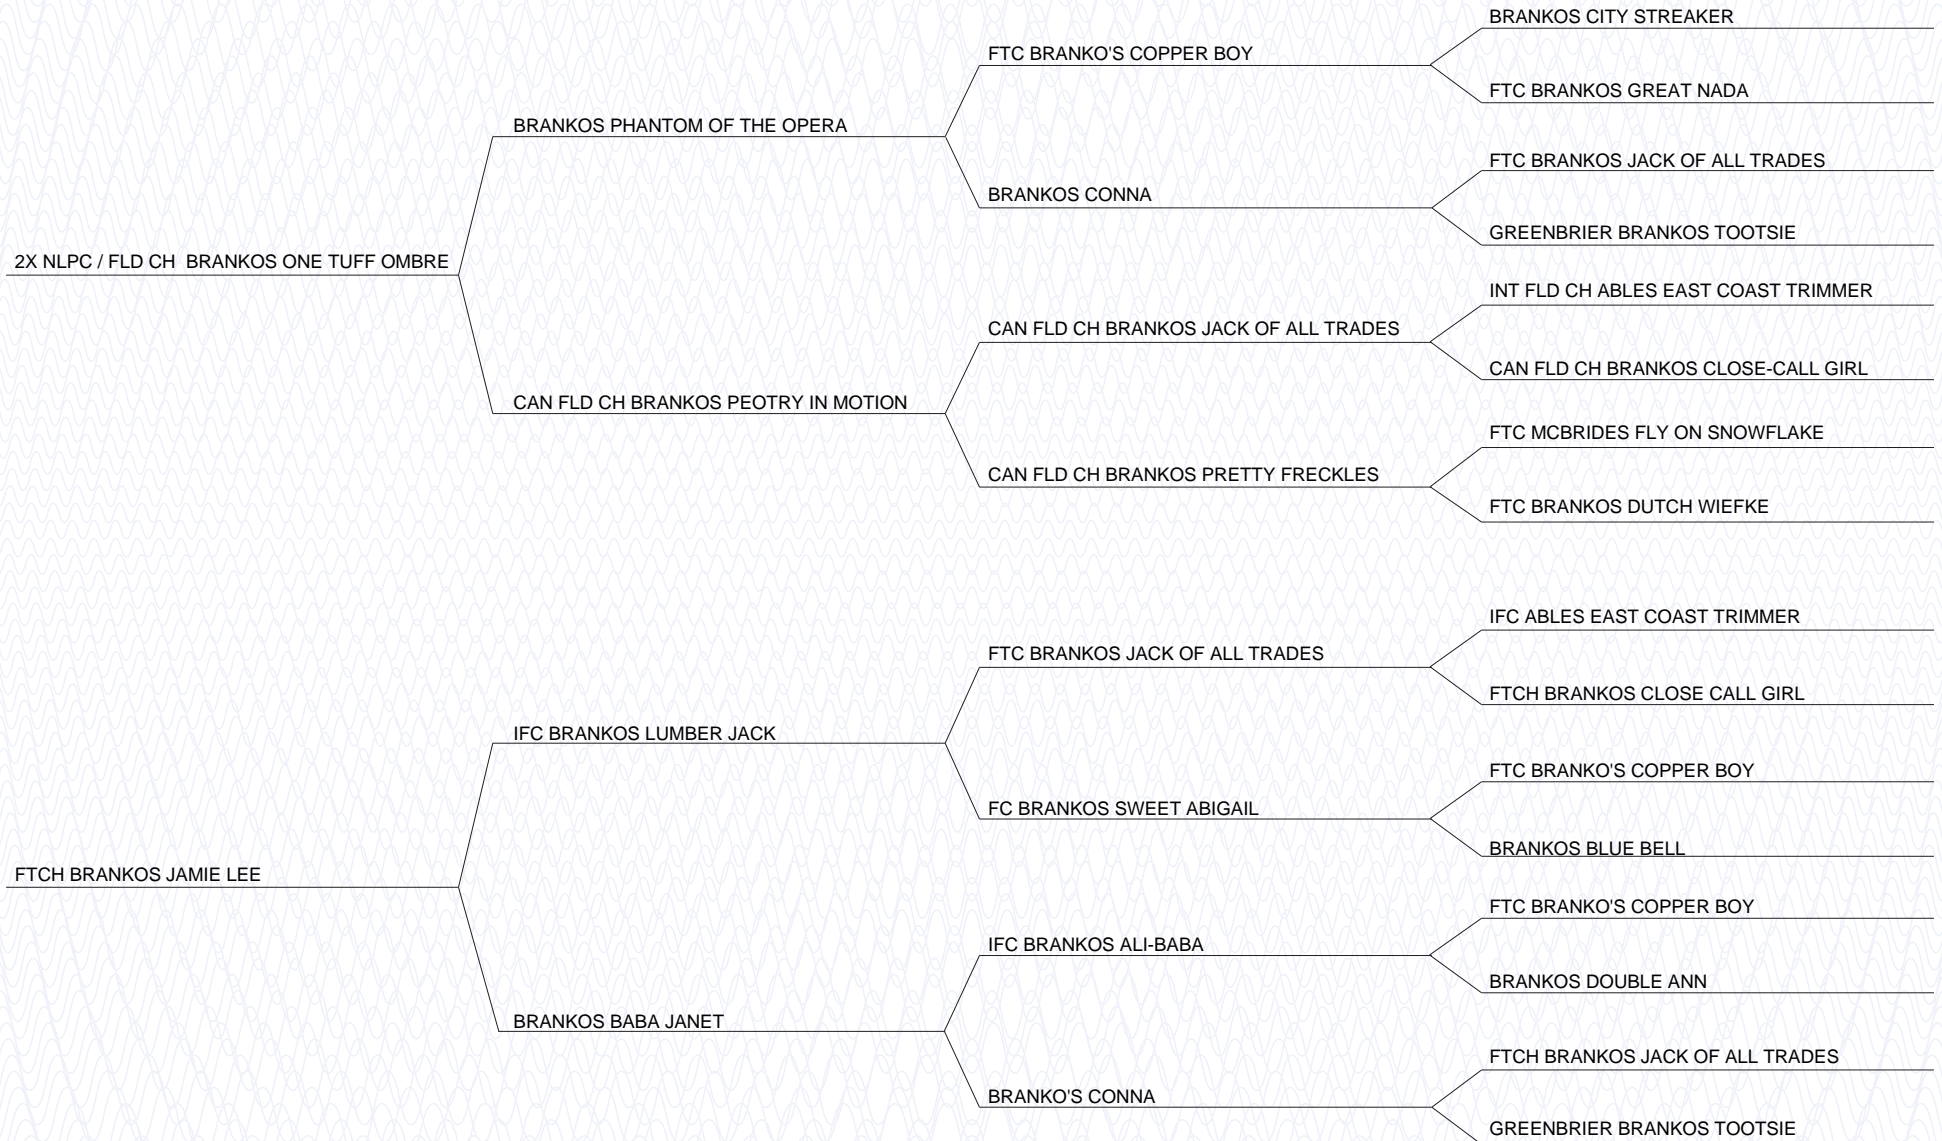 BRANKOS CITY STREAKER
FTC BRANKO'S COPPER BOY
FTC BRANKOS GREAT NADA
BRANKOS PHANTOM OF THE OPERA
FTC BRANKOS JACK OF ALL TRADES
BRANKOS CONNA
GREENBRIER BRANKOS TOOTSIE
2X NLPC / FLD CH  BRANKOS ONE TUFF OMBRE
INT FLD CH ABLES EAST COAST TRIMMER
CAN FLD CH BRANKOS JACK OF ALL TRADES
CAN FLD CH BRANKOS CLOSE-CALL GIRL
CAN FLD CH BRANKOS PEOTRY IN MOTION
FTC MCBRIDES FLY ON SNOWFLAKE
CAN FLD CH BRANKOS PRETTY FRECKLES
FTC BRANKOS DUTCH WIEFKE
IFC ABLES EAST COAST TRIMMER
FTC BRANKOS JACK OF ALL TRADES
FTCH BRANKOS CLOSE CALL GIRL
IFC BRANKOS LUMBER JACK
FTC BRANKO'S COPPER BOY
FC BRANKOS SWEET ABIGAIL
BRANKOS BLUE BELL
FTCH BRANKOS JAMIE LEE
FTC BRANKO'S COPPER BOY
IFC BRANKOS ALI-BABA
BRANKOS DOUBLE ANN
BRANKOS BABA JANET
FTCH BRANKOS JACK OF ALL TRADES
BRANKO'S CONNA
GREENBRIER BRANKOS TOOTSIE